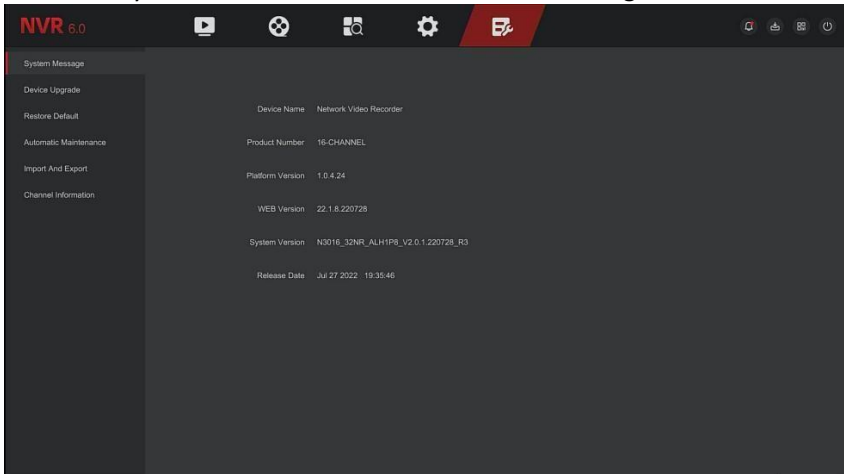 NVR 6.0
System Message
Device Upgrade
Restore Default
Automatic Maintenance
Import And Export
Channel Information
Device Name Network Video Recorder
Product Number 16-CHANNEL
Platform Version 1.0.4.24
WEB Version 22.1.8.220728
System Version N3016_32NR_ALH1P8_V2.0.1.220728_R3
Release Date Jul 27 2022 19:35:46